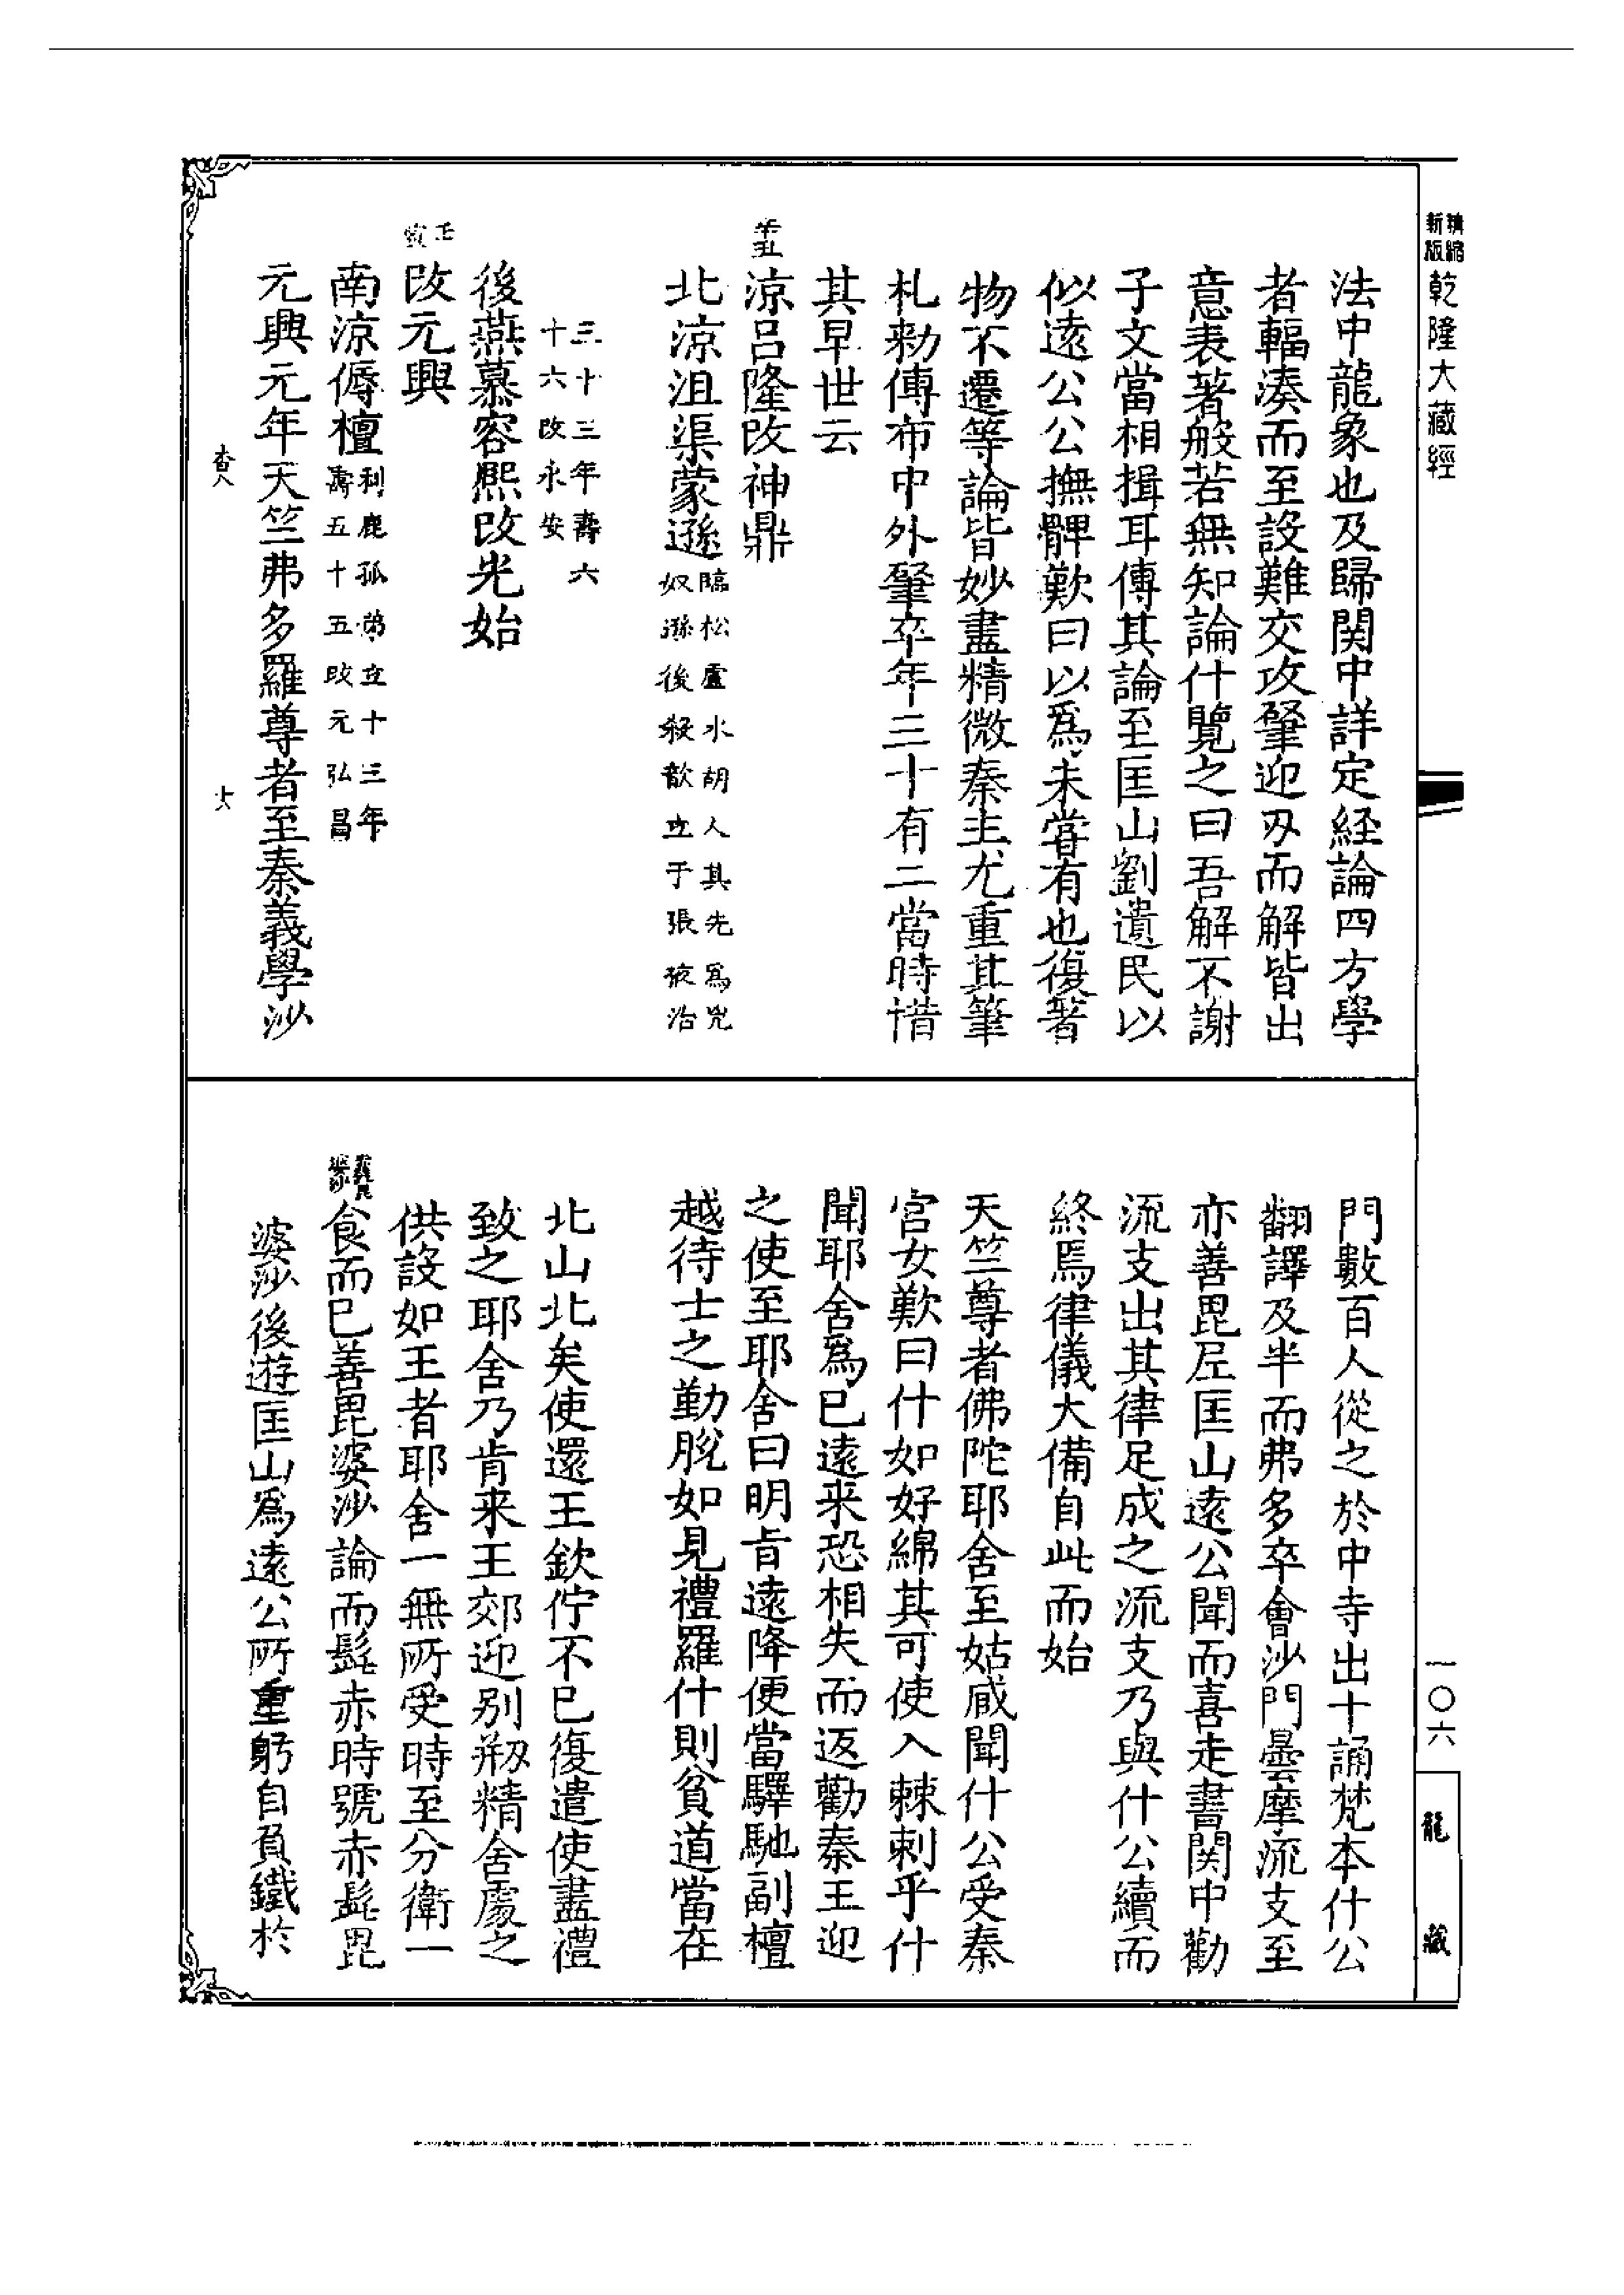 精縮
新版
乾隆大藏經
法中龍象也及歸関中詳定経論四方學
者輻湊而至設難交攻肇迎刃而解皆出
意表著般若無知論什覽之曰吾解不謝
子文當相揖耳傳其論至匡山劉遺民以
似遠公公撫髀歎曰以爲未甞有也復著
物不遷等論皆妙盡精微秦主尤重其筆
札勑傳布中外肇卒年三十有二當時惜
其早世云
辛丑
涼呂隆改神鼎
北涼沮渠蒙遜
臨松盧水胡人其先爲兇
奴遜後殺歆立于張掖治
三十三年壽六
十六改永安
後燕慕容熙改光始
壬寅
改元興
南涼傉檀
利鹿孤弟立十三年
壽五十五改元弘昌
元興元年天竺弗多羅尊者至秦義學沙
門數百人從之於中寺出十誦梵本什公
翻譯及半而弗多卒會沙門曇摩流支至
亦善毘尼匡山遠公聞而喜走書関中勸
流支出其律足成之流支乃與什公續而
終焉律儀大備自此而始
天竺尊者佛陀耶舍至姑臧聞什公受秦
宮女歎曰什如好綿其可使入棘刺乎什
聞耶舍爲已遠来恐相失而返勸秦王迎
之使至耶舍曰明旨遠降便當驛馳副檀
越待士之勤脫如見禮羅什則貧道當在
北山北矣使還王欽佇不已復遣使盡禮
致之耶舍乃肯来王郊迎别剏精舍處之
供設如王者耶舍一無所受時至分衛一
食而已善毘婆沙論而髭赤時號赤髭毘
婆沙後遊匡山爲遠公所重躬自負鐵於
一〇六
龍藏